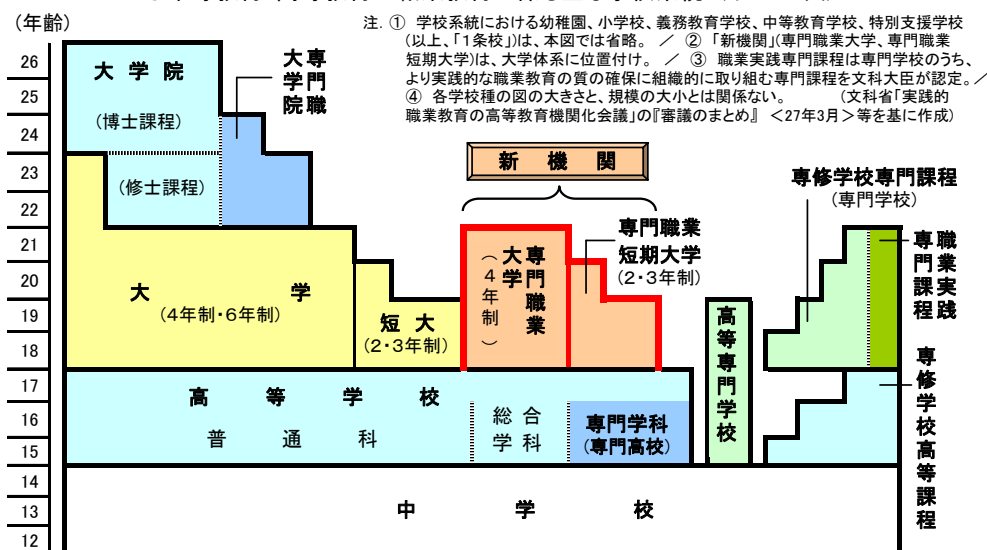 (年齢)
注. ① 学校系統における幼稚園、小学校、義務教育学校、中等教育学校、特別支援学校
(以上、「1条校」)は、本図では省略。 ／ ② 「新機関」(専門職業大学、専門職業
短期大学)は、大学体系に位置付け。 ／ ③ 職業実践専門課程は専門学校のうち、
より実践的な職業教育の質の確保に組織的に取り組む専門課程を文科大臣が認定。／
④ 各学校種の図の大きさと、規模の大小とは関係ない。 (文科省「実践的
職業教育の高等教育機関化会議」の『審議のまとめ』 <27年3月>等を基に作成)
26
25
24
23
22
21
20
19
18
17
16
15
14
13
12
大学院
(博士課程)
(修士課程)
専門職
大学院
新機関
大学
(4年制・6年制)
短大
(2・3年制)
専門職業
大学
(4年制)
専門職業
短期大学
(2・3年制)
高等専門学校
専修学校専門課程
(専門学校)
職業実践
専門課程
専修学校高等課程
高等学校
普通科
総合
学科
専門学科
(専門高校)
中学校